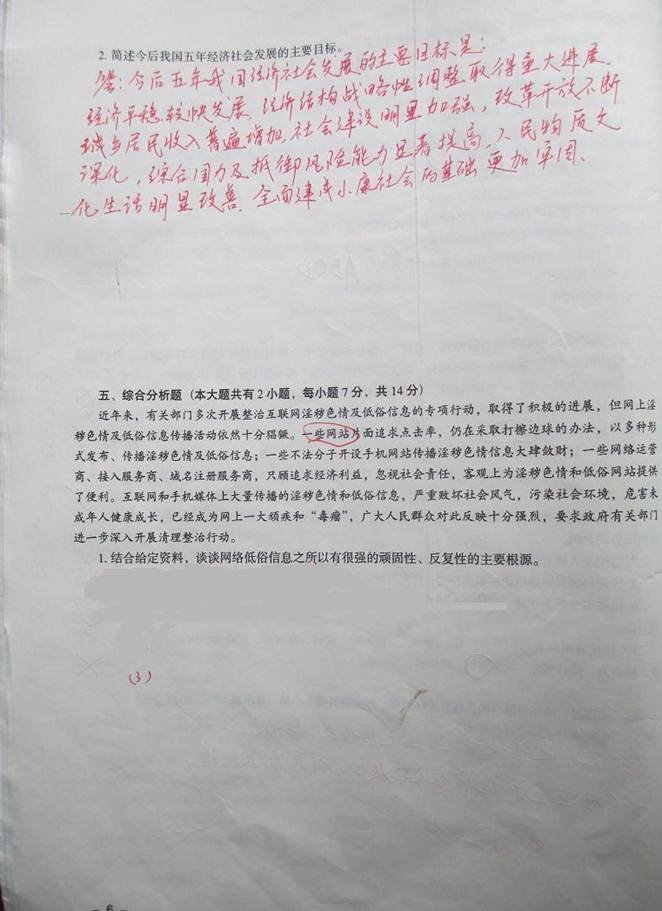 2. 简述今后我国五年经济社会发展的主要目标。
答:今后五年我国经济社会发展的主要目标是:
经济平稳较快发展、经济结构战略性调整取得重大进展、
城乡居民收入普遍增加,社会建设明显加强,改革开放不断
深化,综合国力及抵御风险能力显著提高、人民物质文
化生活明显改善、全面建成小康社会的基础更加牢固、
五、综合分析题(本大题共有2小题,每小题7分,共14分)
近年来,有关部门多次开展整治互联网淫秽色情及低俗信息的专项行动,取得了积极的进展,但网上淫
秽色情及低俗信息传播活动依然十分猖獗。一些网站片面追求点击率,仍在采取打擦边球的办法,以多种形
式发布、传播淫秽色情及低俗信息;一些不法分子开设手机网站传播淫秽色情信息大肆敛财;一些网络运营
商、接入服务商、域名注册服务商,只顾追求经济利益,忽视社会责任,客观上为淫秽色情和低俗网站提供
了便利。互联网和手机媒体上大量传播的淫秽色情和低俗信息,严重败坏社会风气,污染社会环境,危害未
成年人健康成长,已经成为网上一大顽疾和“毒瘤”,广大人民群众对此反映十分强烈,要求政府有关部门
进一步深入开展清理整治行动。
1. 结合给定资料,谈谈网络低俗信息之所以有很强的顽固性、反复性的主要根源。
(3)
6